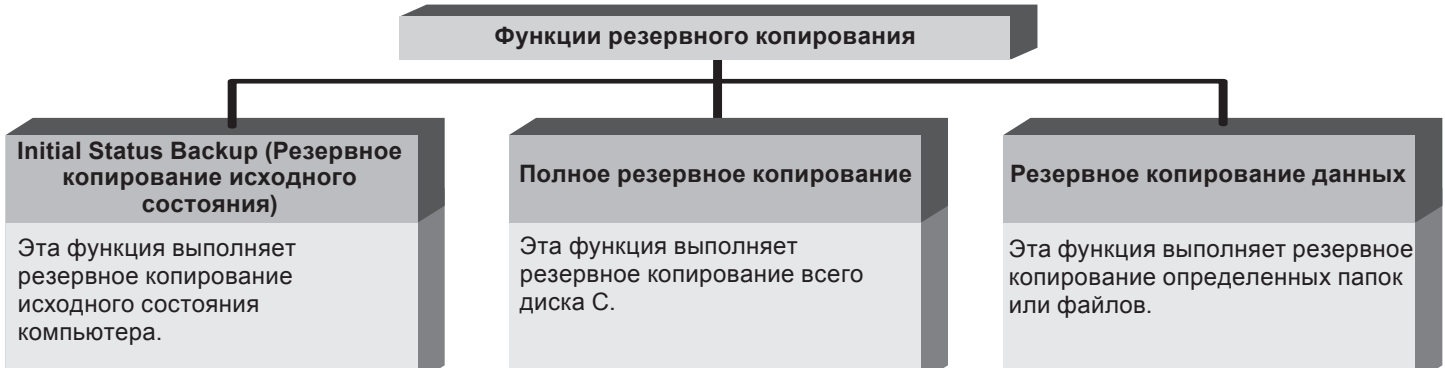 Функции резервного копирования
Initial Status Backup (Резервное
копирование исходного
состояния)
Эта функция выполняет
резервное копирование
исходного состояния
компьютера.
Полное резервное копирование
Эта функция выполняет
резервное копирование всего
диска C.
Резервное копирование данных
Эта функция выполняет резервное
копирование определенных папок
или файлов.